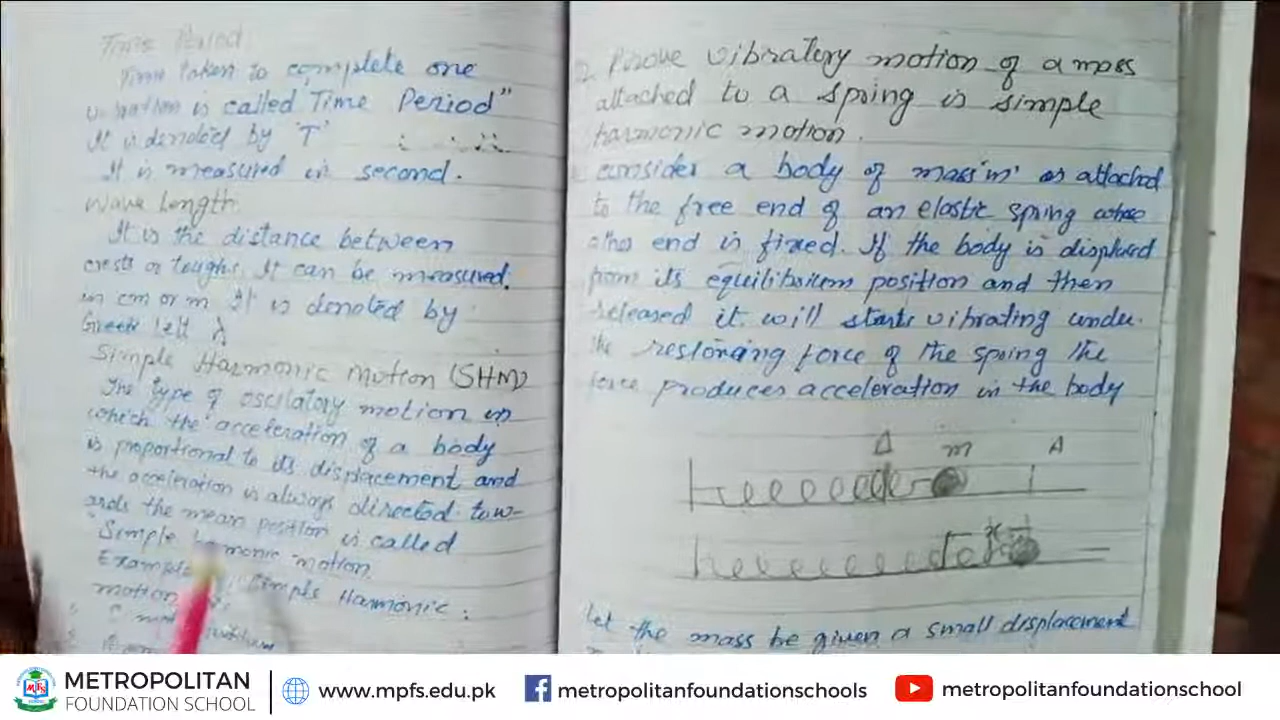 Time Period
Time taken to complete one
vibration is called Time Period"
It is denoted by 'T'
It is measured in second.
Wave Length
It is the distance between
crests or toughs. It can be measured.
in cm or m It is denoted by
Greek Lett λ
Simple Harmonic Motion (SHM)
The type of oscilatory motion in
which the acceleration of a body
is proportional to its displacement and
the acceleration is always directed tow-
ards the mean position is called
"Simple harmonic motion.
Example Simple Harmonic :
motion
2. Prove vibratory motion of a mass
attached to a spring is simple
harmonic motion.
consider a body of mass 'm' as attached
to the free end of an elastic spring whose
other end is fixed. If the body is displaced
from its equilibrium position and then
released it will starts vibrating under
the restoring force of the spring the
force produces acceleration in the body
m A
Let the mass be given a small displacement
MPFS
METROPOLITAN
FOUNDATION SCHOOL
www.mpfs.edu.pk
metropolitanfoundationschools
metropolitanfoundationschool